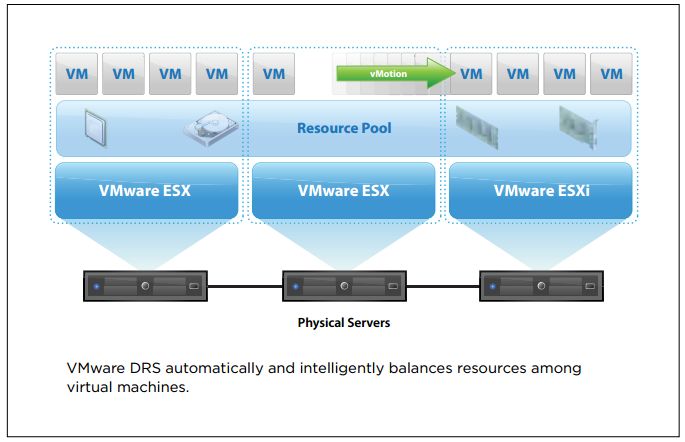 VM VM VM VM VM vMotion VM VM VM VM
Resource Pool
VMware ESX VMware ESX VMware ESXi
Physical Servers
VMware DRS automatically and intelligently balances resources among
virtual machines.